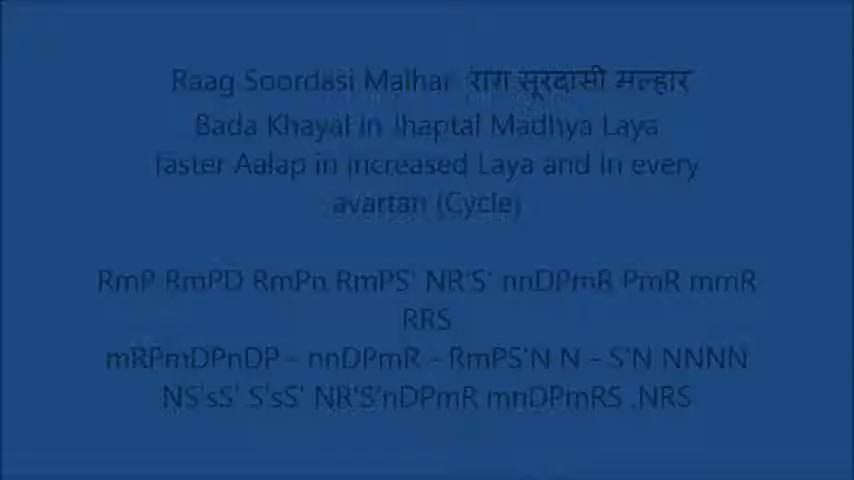 Raag Soordasi Malhar राग सूरदासी मल्हार
Bada Khayal in Jhaptal Madhya Laya
faster Aalap in increased Laya and in every
avartan (Cycle)
RmP RmPD RmPn RmPS' NR'S' nnDPmR PmR mmR
RRS
mRPmDPnDP - nnDPmR - RmPS'N N - S'N NNNN
NS'sS' S'sS' NR'S'nDPmR mnDPmRS .NRS